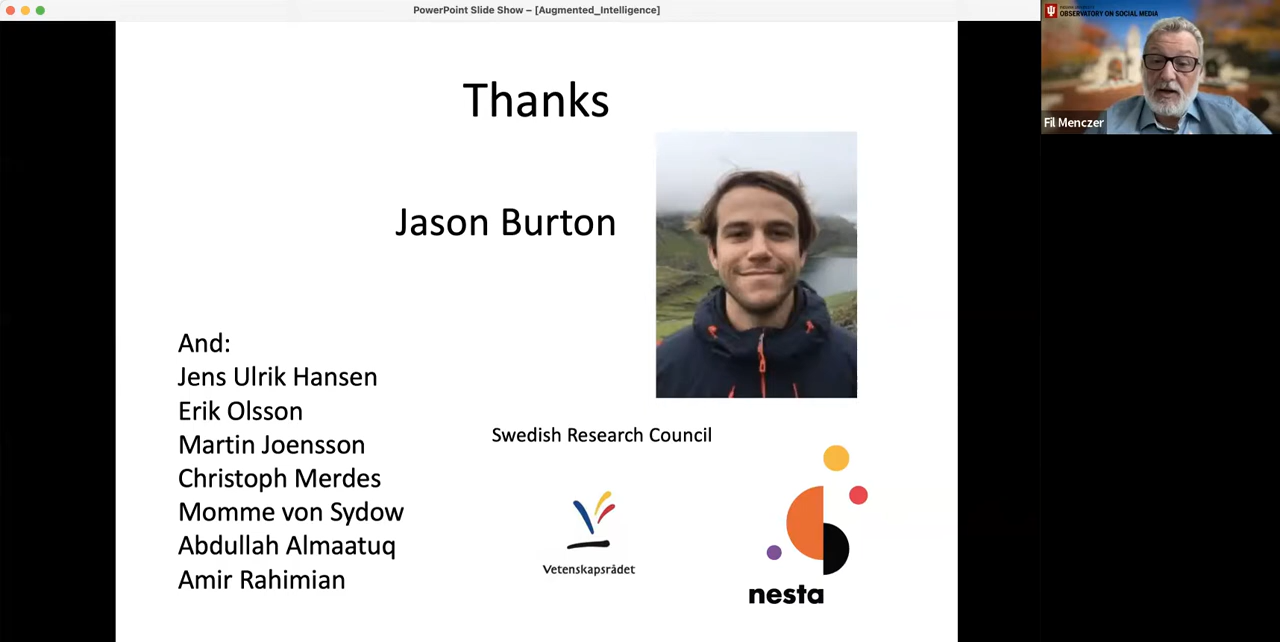 PowerPoint Slide Show – [Augmented_Intelligence]
OBSERVATORY ON SOCIAL MEDIA
Fil Menczer
Thanks
Jason Burton
And:
Jens Ulrik Hansen
Erik Olsson
Martin Joensson
Christoph Merdes
Momme von Sydow
Abdullah Almaatuq
Amir Rahimian
Swedish Research Council
Vetenskapsrådet
nesta